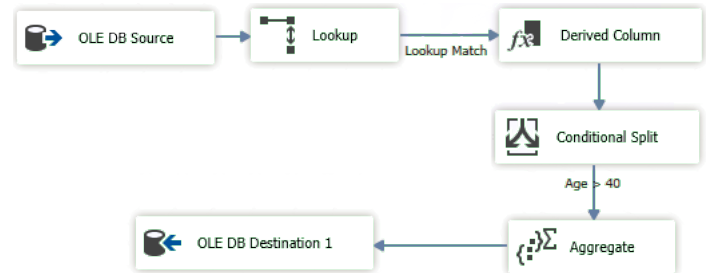 OLE DB Source
Lookup
Lookup Match
Derived Column
Conditional Split
Age > 40
Aggregate
OLE DB Destination 1